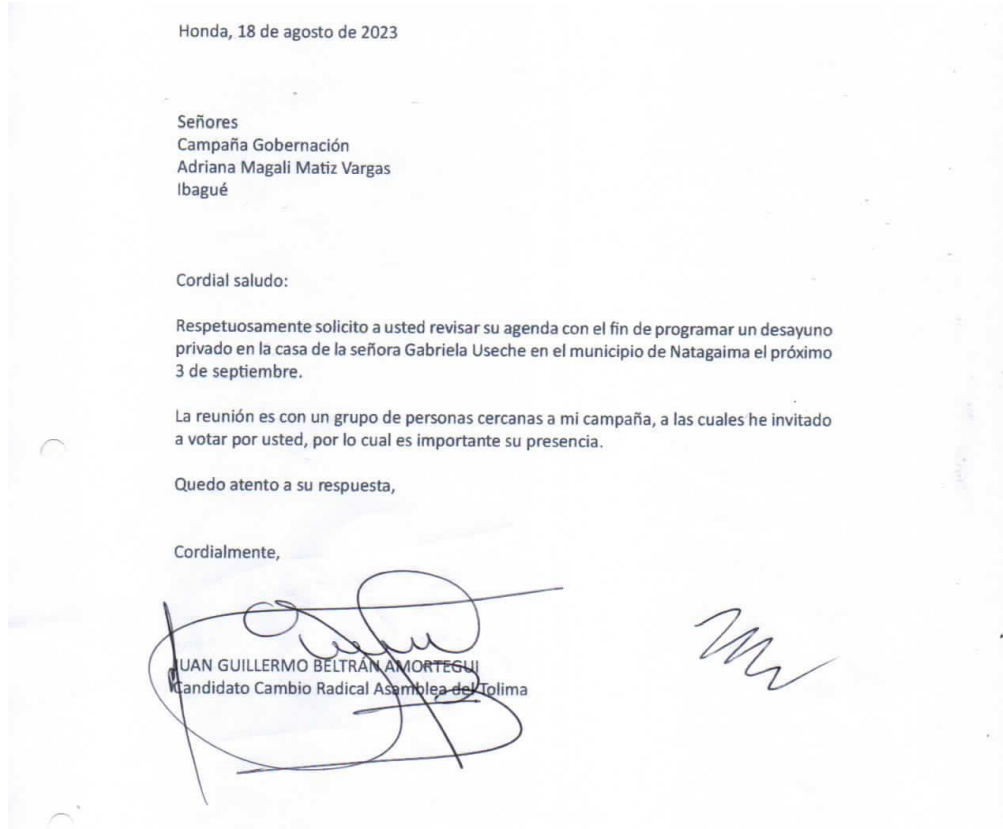 Honda, 18 de agosto de 2023
Señores
Campaña Gobernación
Adriana Magali Matiz Vargas
Ibagué
Cordial saludo:
Respetuosamente solicito a usted revisar su agenda con el fin de programar un desayuno
privado en la casa de la señora Gabriela Useche en el municipio de Natagaima el próximo
3 de septiembre.
La reunión es con un grupo de personas cercanas a mi campaña, a las cuales he invitado
a votar por usted, por lo cual es importante su presencia.
Quedo atento a su respuesta,
Cordialmente,
JUAN GUILLERMO BELTRÁN AMORTEGUI
Candidato Cambio Radical Asamblea del Tolima